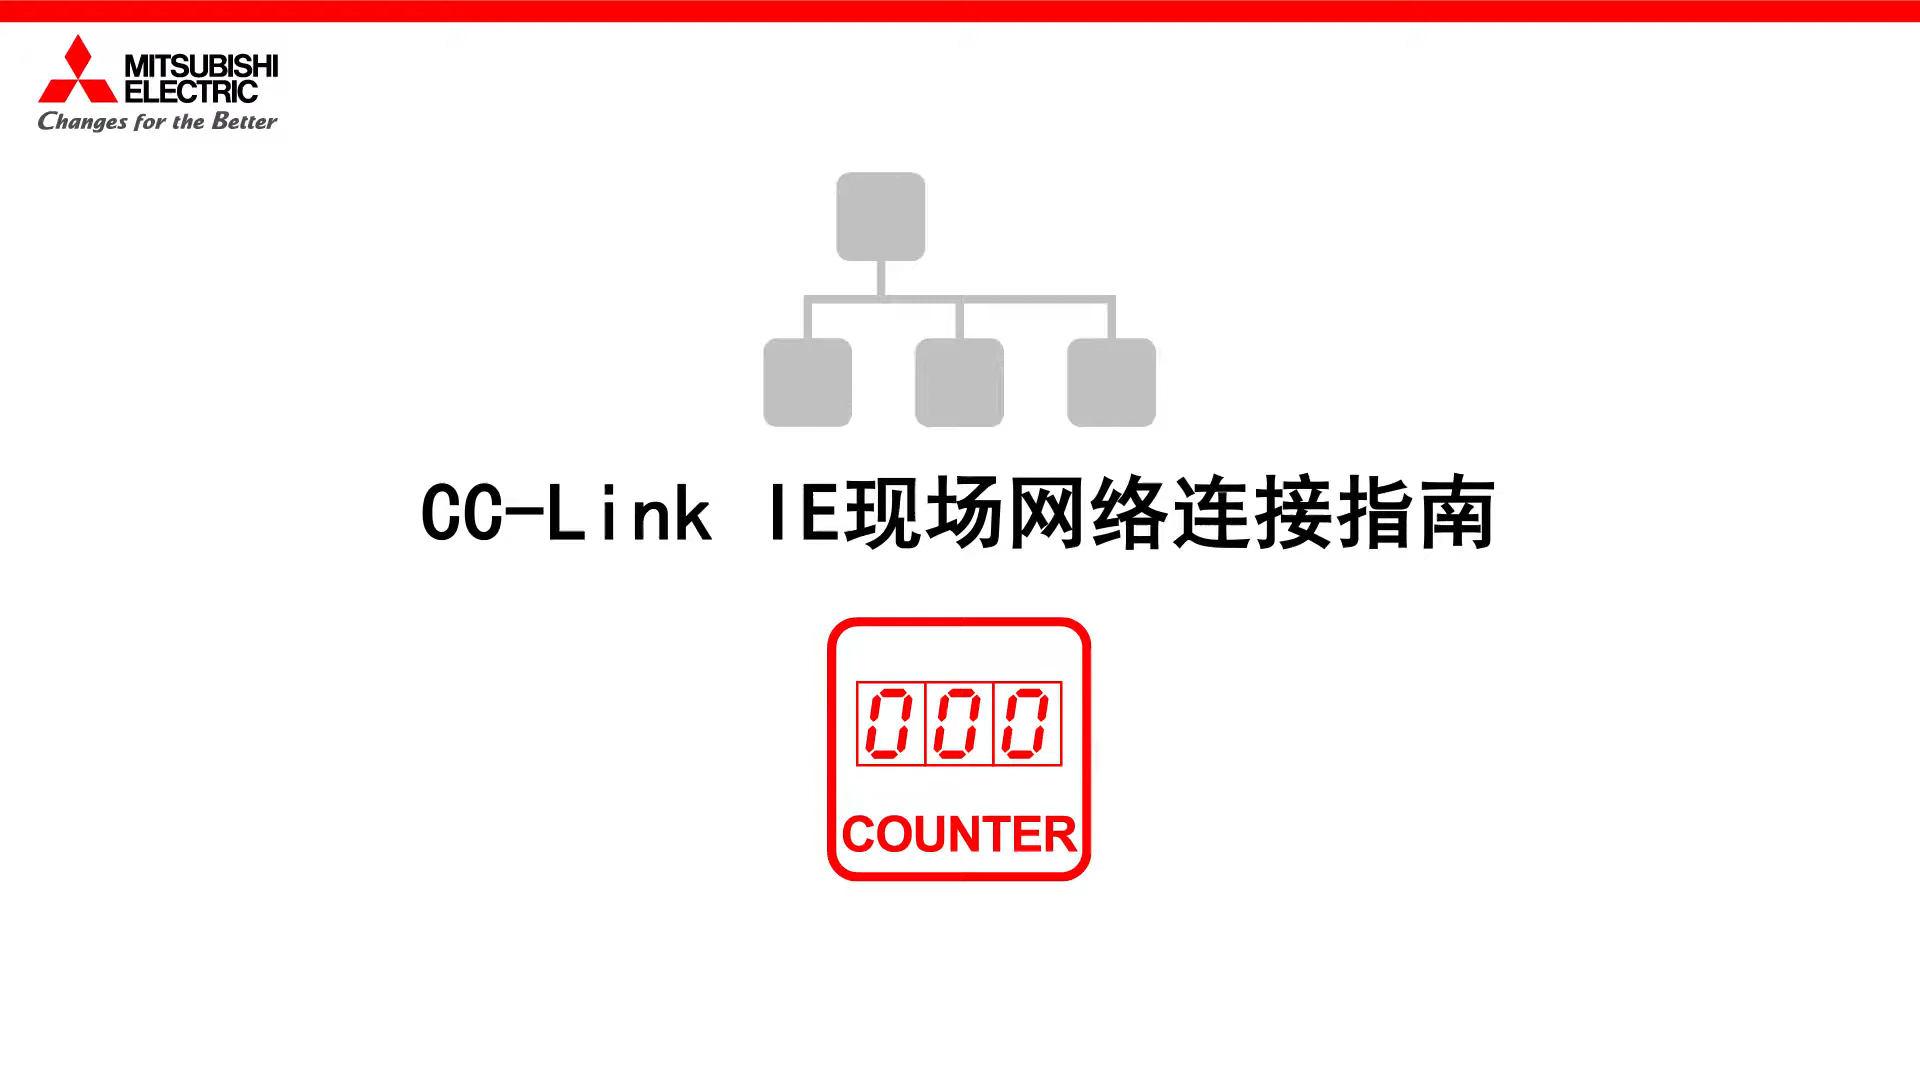 MITSUBISHI
ELECTRIC
Changes for the Better
CC-Link IE现场网络连接指南
000
COUNTER